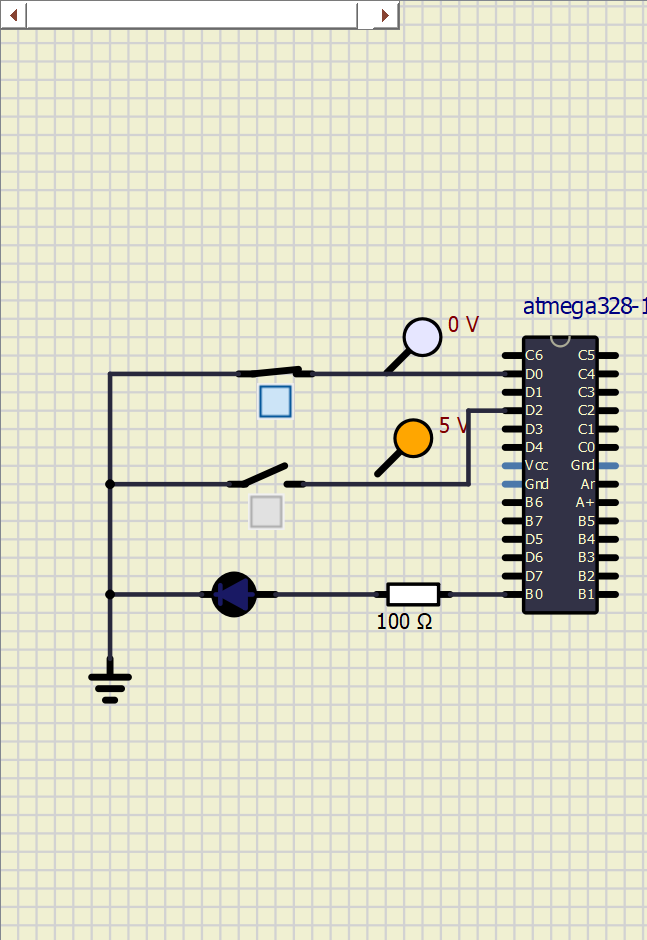 atmega328-1
0 V
5 V
C6 C5
D0 C4
D1 C3
D2 C2
D3 C1
D4 C0
Vcc Gnd
Gnd Ar
B6 A+
B7 B5
D5 B4
D6 B3
D7 B2
B0 B1
100 Ω